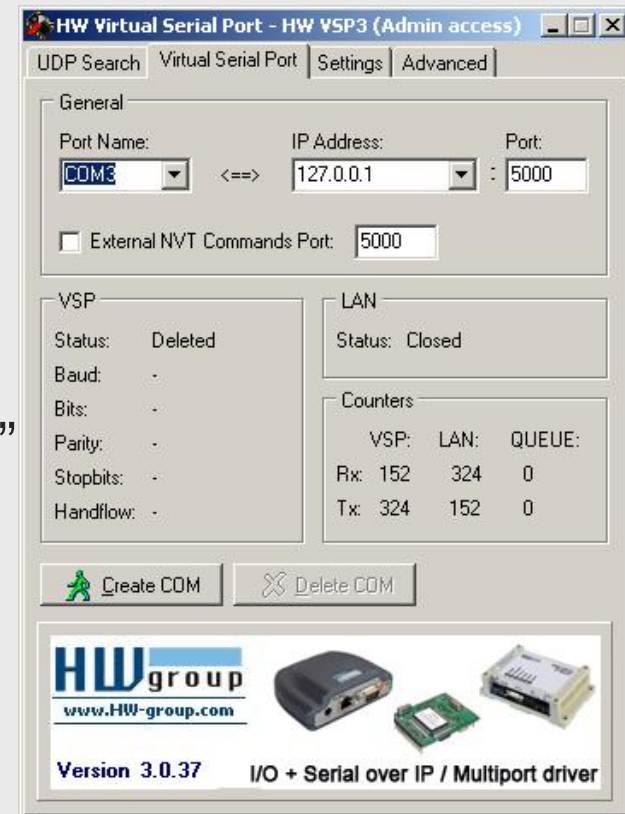 HW Virtual Serial Port - HW VSP3 (Admin access)
UDP Search Virtual Serial Port Settings Advanced
General
Port Name: IP Address: Port:
COM3 <==> 127.0.0.1 : 5000
External NVT Commands Port: 5000
VSP
Status: Deleted
Baud: -
Bits: -
Parity: -
Stopbits: -
Handflow: -
LAN
Status: Closed
Counters
VSP: LAN: QUEUE:
Rx: 152 324 0
Tx: 324 152 0
”
Create COM Delete COM
HWgroup
www.HW-group.com
Version 3.0.37 I/O + Serial over IP / Multiport driver